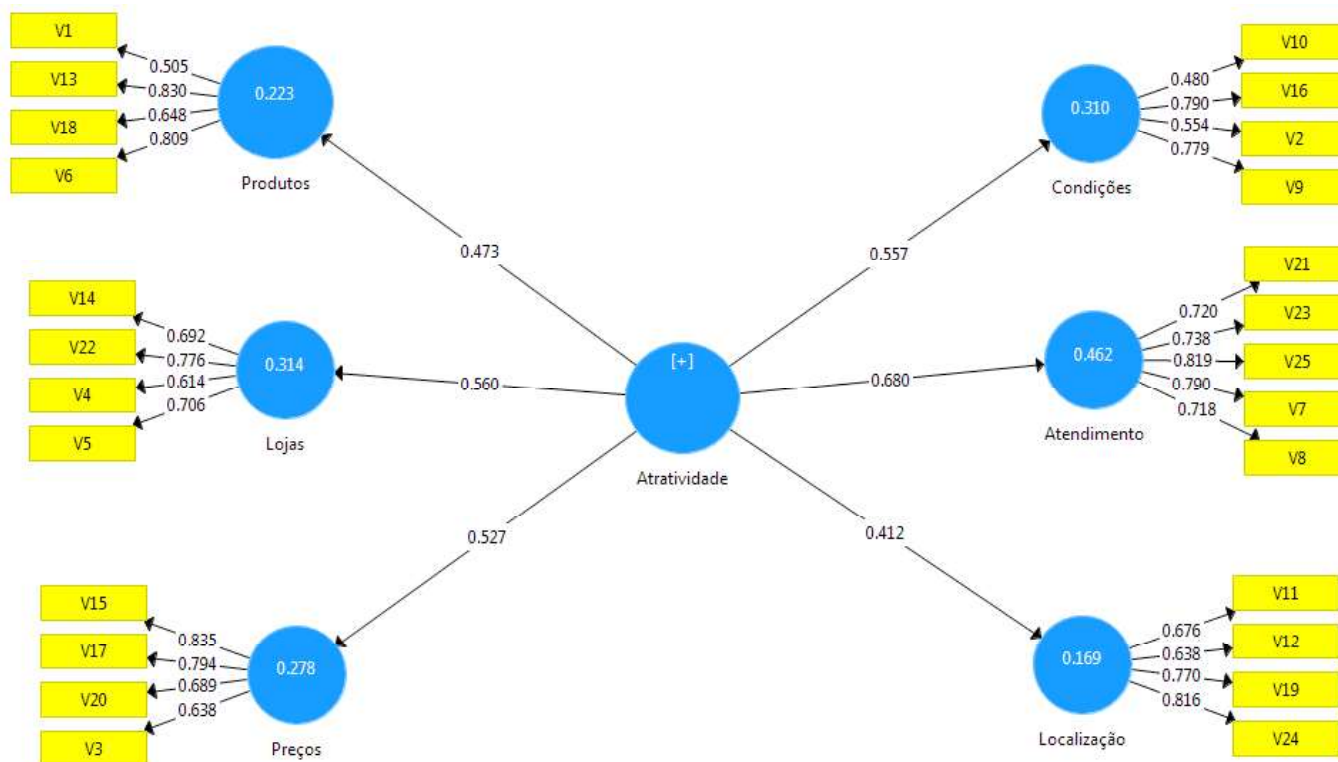 V1
V13
V18
V6
0.505
0.830
0.648
0.809
0.223
Produtos
V10
V16
V2
V9
0.480
0.790
0.554
0.779
0.310
Condições
0.473
0.557
V14
V22
V4
V5
0.692
0.776
0.614
0.706
0.314
Lojas
0.560
[+]
Atratividade
0.680
0.462
Atendimento
0.720
0.738
0.819
0.790
0.718
V21
V23
V25
V7
V8
0.527
0.412
V15
V17
V20
V3
0.835
0.794
0.689
0.638
0.278
Preços
0.169
Localização
0.676
0.638
0.770
0.816
V11
V12
V19
V24